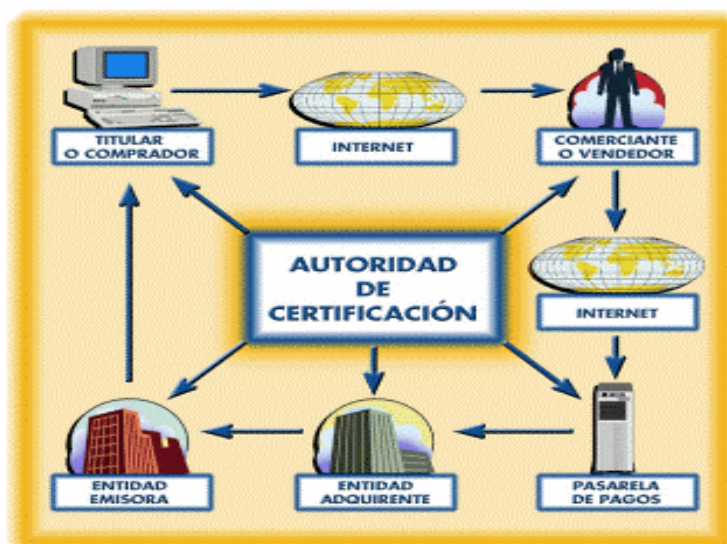 TITULAR
O COMPRADOR
INTERNET
COMERCIANTE
O VENDEDOR
AUTORIDAD
DE
CERTIFICACIÓN
INTERNET
ENTIDAD
EMISORA
ENTIDAD
ADQUIRENTE
PASARELA
DE PAGOS